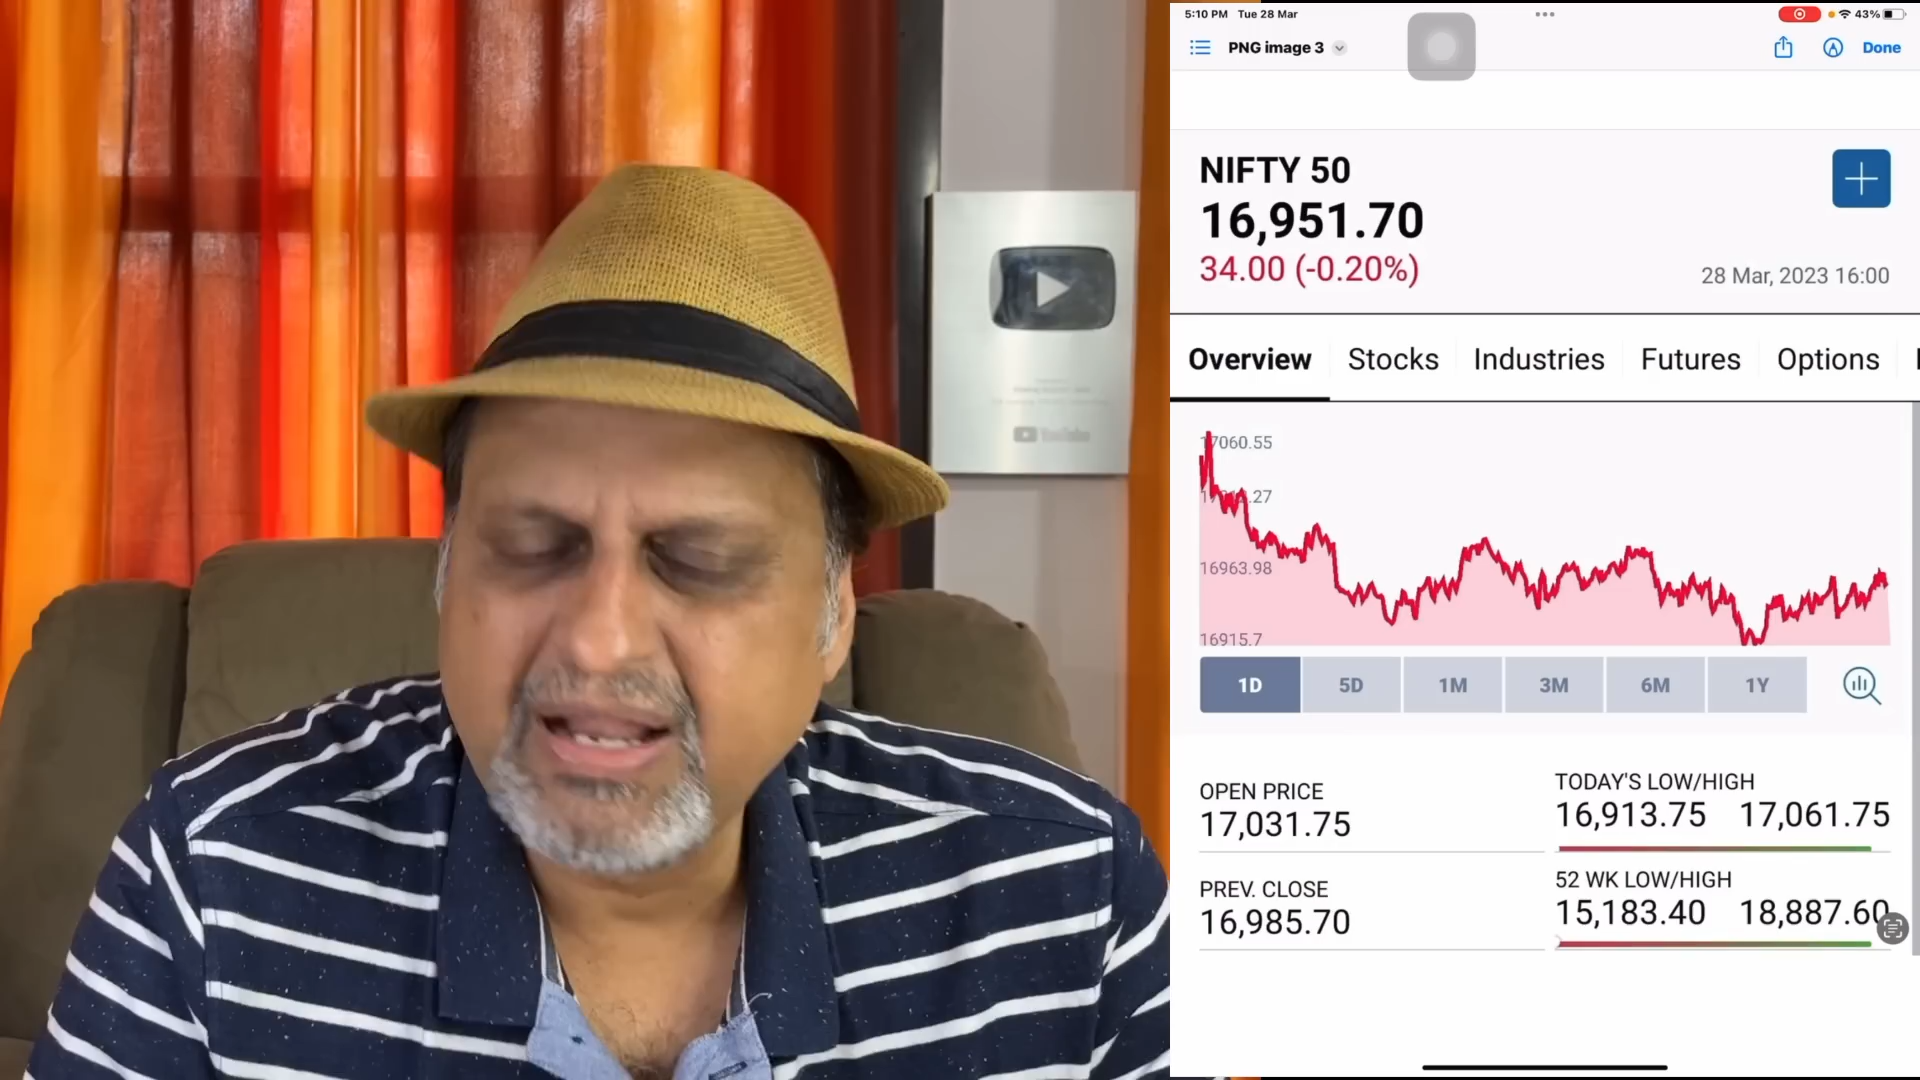 5:10 PM Tue 28 Mar
43%
PNG image 3
Done
NIFTY 50
16,951.70
34.00 (-0.20%)
28 Mar, 2023 16:00
Overview Stocks Industries Futures Options
17060.55
16963.98
16915.7
1D 5D 1M 3M 6M 1Y
OPEN PRICE
17,031.75
TODAY'S LOW/HIGH
16,913.75 17,061.75
PREV. CLOSE
16,985.70
52 WK LOW/HIGH
15,183.40 18,887.60
YouTube